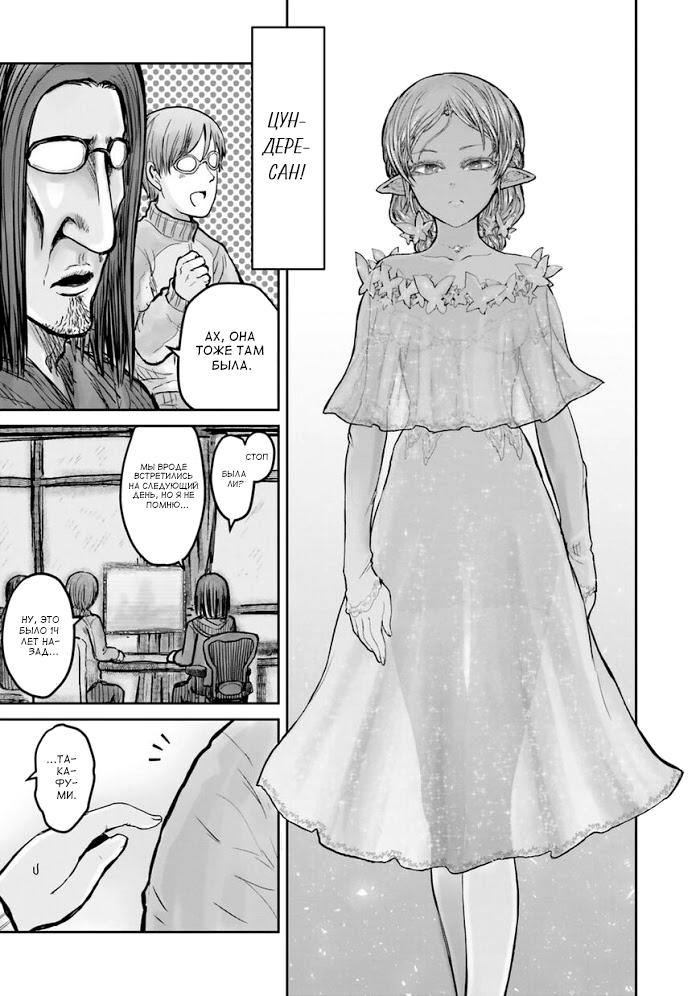 ЦУН-
ДЕРЕ-
САН!
АХ, ОНА
ТОЖЕ ТАМ
БЫЛА.
СТОП
БЫЛА
ЛИ?
МЫ ВРОДЕ
ВСТРЕТИЛИСЬ
НА СЛЕДУЮЩИЙ
ДЕНЬ, НО Я НЕ
ПОМНЮ...
НУ, ЭТО
БЫЛО 14
ЛЕТ НА-
ЗАД...
...ТА-
КА-
ФУ-
МИ.